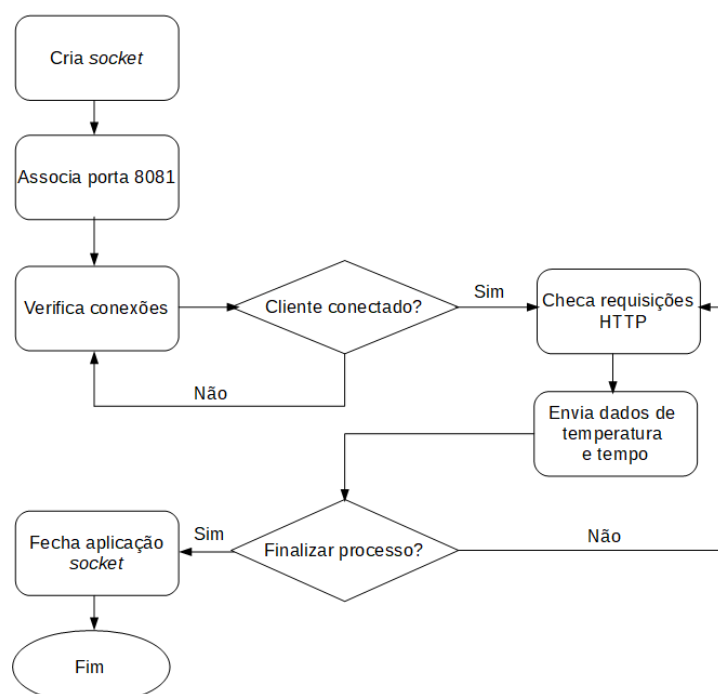 Cria socket
Associa porta 8081
Verifica conexões
Cliente conectado?
Sim
Checa requisições
HTTP
Não
Envia dados de
temperatura
e tempo
Finalizar processo?
Não
Sim
Fecha aplicação
socket
Fim